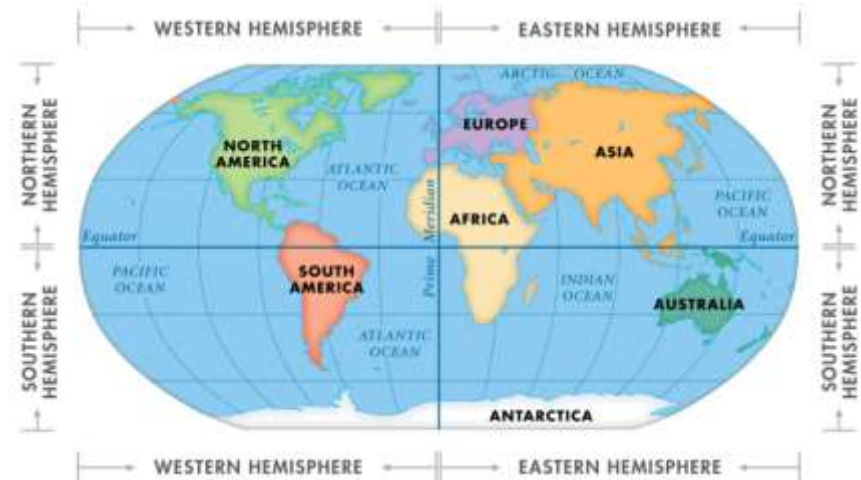 WESTERN HEMISPHERE
EASTERN HEMISPHERE
NORTHERN
HEMISPHERE
NORTHERN
HEMISPHERE
ARCTIC OCEAN
EUROPE
NORTH
AMERICA
ASIA
ATLANTIC
OCEAN
PACIFIC
OCEAN
AFRICA
Prime Meridian
Equator
Equator
PACIFIC
OCEAN
SOUTH
AMERICA
INDIAN
OCEAN
AUSTRALIA
ATLANTIC
OCEAN
SOUTHERN
HEMISPHERE
SOUTHERN
HEMISPHERE
ANTARCTICA
WESTERN HEMISPHERE
EASTERN HEMISPHERE